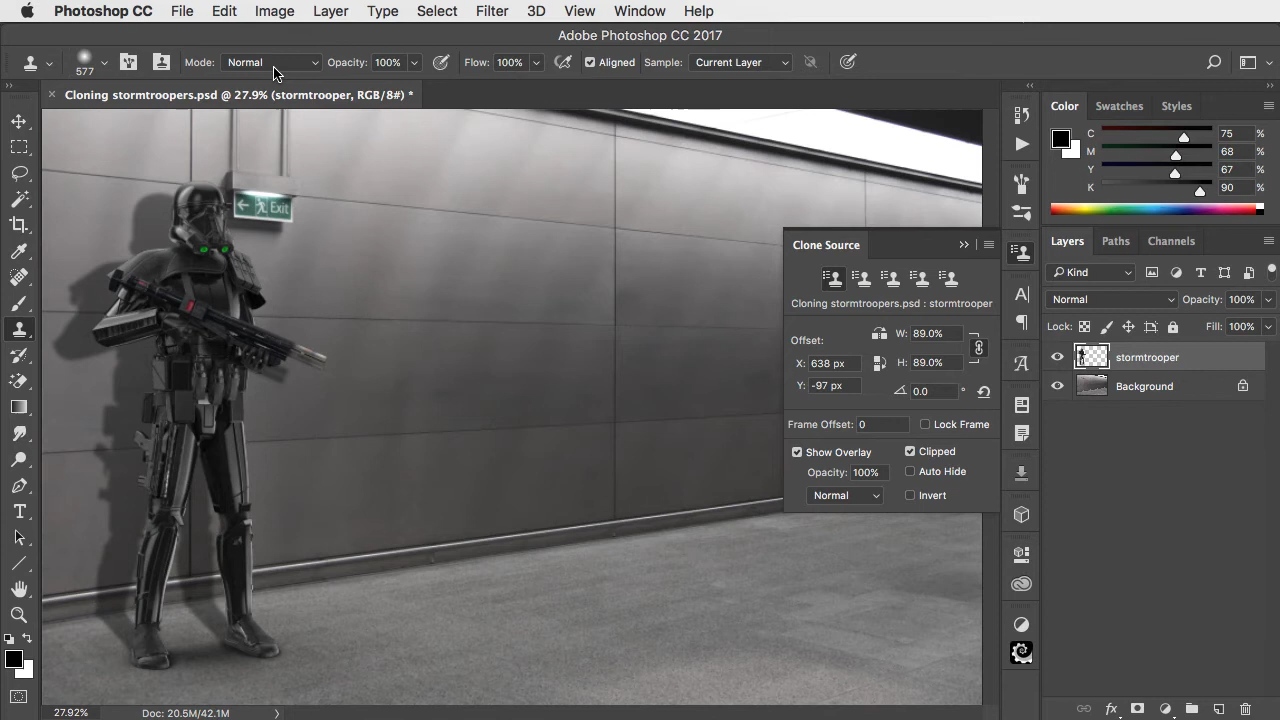 Photoshop CC File Edit Image Layer Type Select Filter 3D View Window Help
Adobe Photoshop CC 2017
577 Mode: Normal Opacity: 100% Flow: 100% Aligned Sample: Current Layer
× Cloning stormtroopers.psd @ 27.9% (stormtrooper, RGB/8#) *
Exit
27.92% Doc: 20.5M/42.1M
Clone Source
Cloning stormtroopers.psd : stormtrooper
Offset: W: 89.0%
X: 638 px H: 89.0%
Y: -97 px 0.0 °
Frame Offset: 0 Lock Frame
Show Overlay Clipped
Opacity: 100% Auto Hide
Normal Invert
Color Swatches Styles
C 75 %
M 68 %
Y 67 %
K 90 %
Layers Paths Channels
Kind
Normal Opacity: 100%
Lock: Fill: 100%
stormtrooper
Background